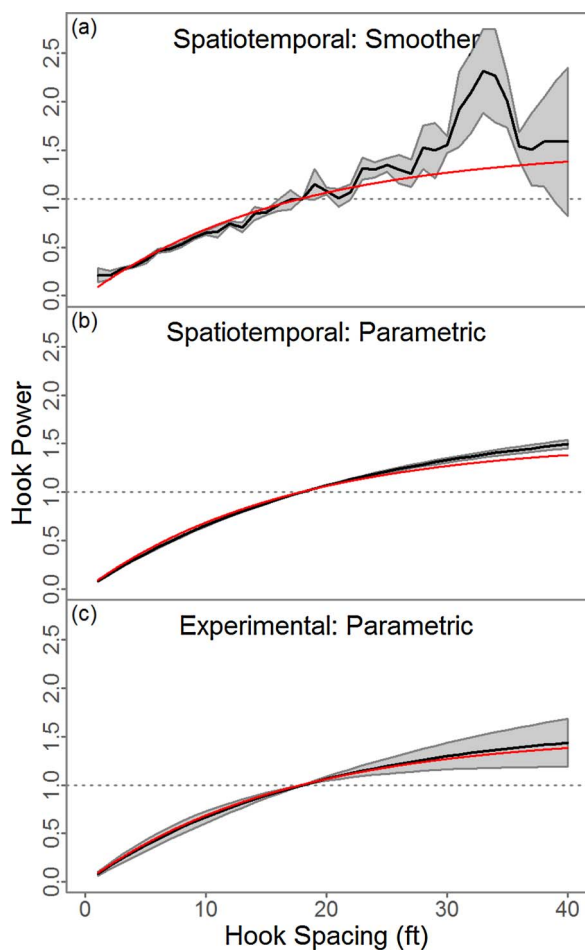 (a)
Spatiotemporal: Smoother
2.5
2.0
1.5
1.0
0.5
0.0
(b)
Spatiotemporal: Parametric
2.5
2.0
1.5
1.0
0.5
0.0
Hook Power
(c)
Experimental: Parametric
2.5
2.0
1.5
1.0
0.5
0.0
0 10 20 30 40
Hook Spacing (ft)